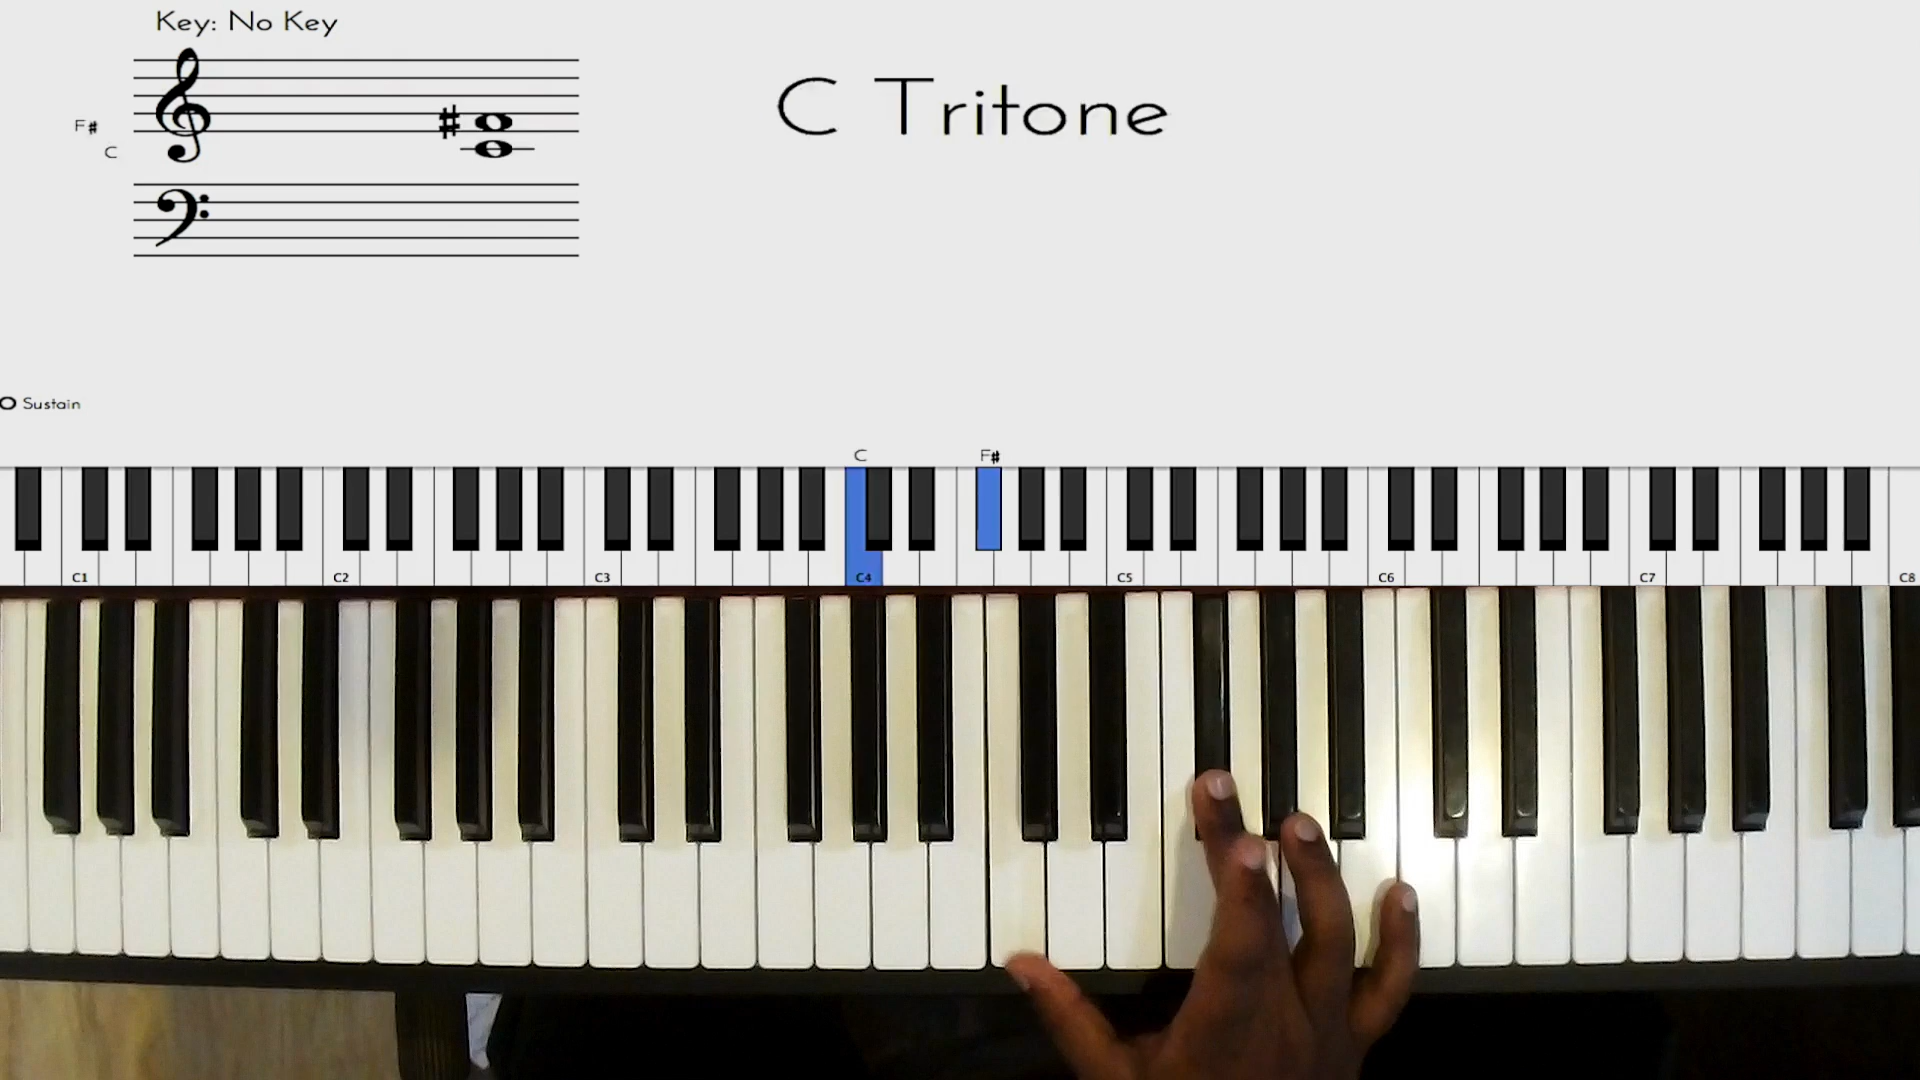 Key: No Key
C Tritone
F#
C
Sustain
C F#
C1 C2 C3 C4 C5 C6 C7 C8